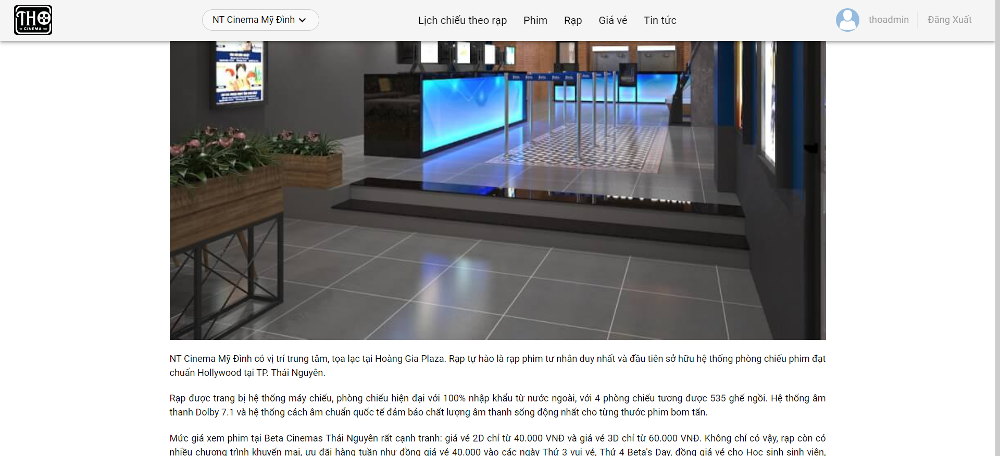 THO
CINEMA
NT Cinema Mỹ Đình
Lịch chiếu theo rạp
Phim
Rạp
Giá vé
Tin tức
thoadmin
Đăng Xuất
Beta Beta Beta Beta Beta Beta
NT Cinema Mỹ Đình có vị trí trung tâm, tọa lạc tại Hoàng Gia Plaza. Rạp tự hào là rạp phim tư nhân duy nhất và đầu tiên sở hữu hệ thống phòng chiếu phim đạt
chuẩn Hollywood tại TP. Thái Nguyên.
Rạp được trang bị hệ thống máy chiếu, phòng chiếu hiện đại với 100% nhập khẩu từ nước ngoài, với 4 phòng chiếu tương được 535 ghế ngồi. Hệ thống âm
thanh Dolby 7.1 và hệ thống cách âm chuẩn quốc tế đảm bảo chất lượng âm thanh sống động nhất cho từng thước phim bom tấn.
Mức giá xem phim tại Beta Cinemas Thái Nguyên rất cạnh tranh: giá vé 2D chỉ từ 40.000 VNĐ và giá vé 3D chỉ từ 60.000 VNĐ. Không chỉ có vậy, rạp còn có
nhiều chương trình khuyến mại, ưu đãi hàng tuần như đồng giá vé 40.000 vào các ngày Thứ 3 vui vẻ, Thứ 4 Beta's Day, đồng giá vé cho Học sinh sinh viên,